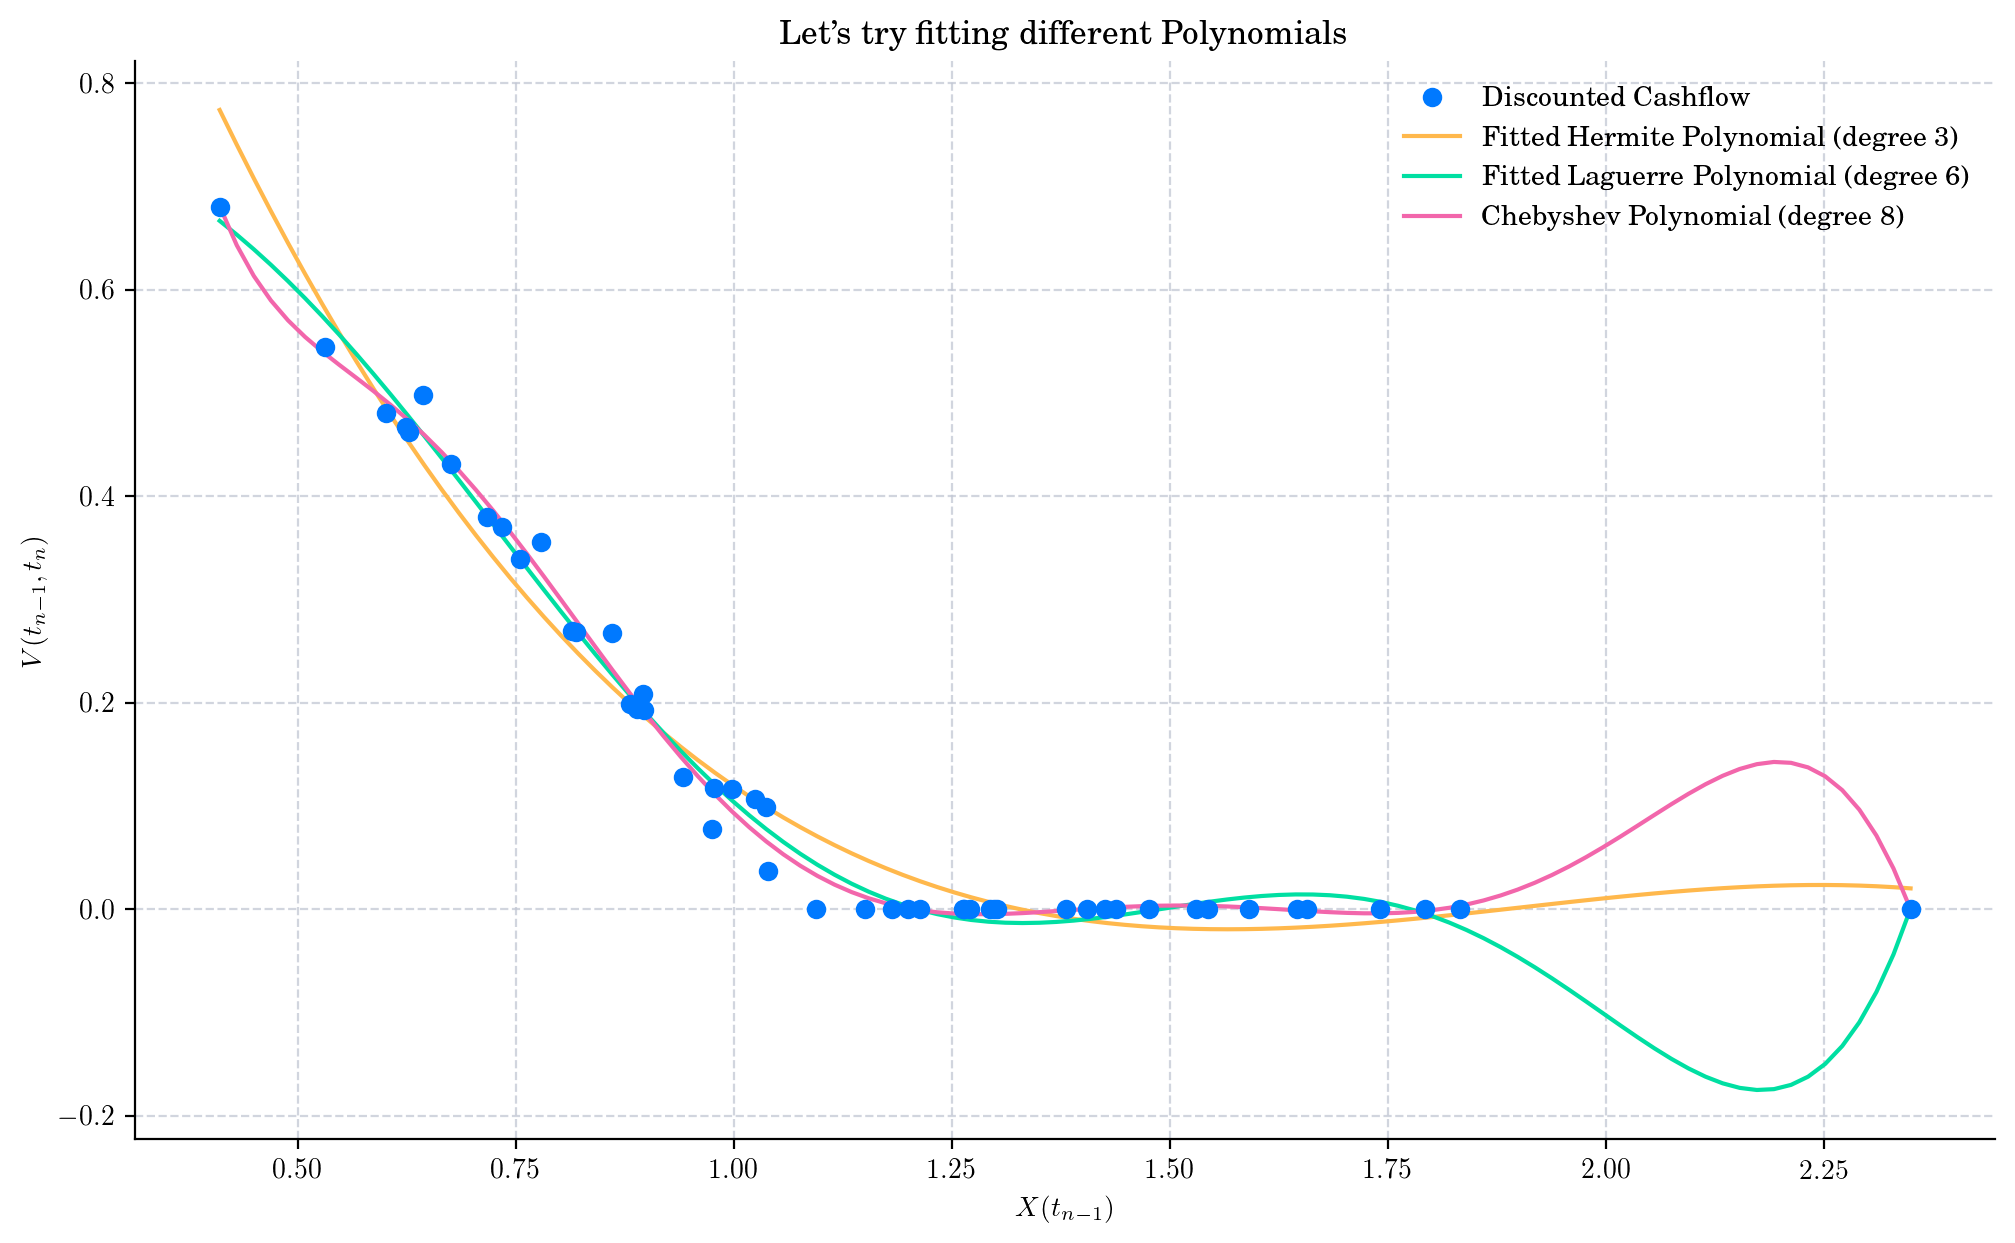 Let's try fitting different Polynomials
Discounted Cashflow
Fitted Hermite Polynomial (degree 3)
Fitted Laguerre Polynomial (degree 6)
Chebyshev Polynomial (degree 8)
0.8
0.6
0.4
0.2
0.0
−0.2
V(t_{n−1}, t_n)
0.50 0.75 1.00 1.25 1.50 1.75 2.00 2.25
X(t_{n−1})